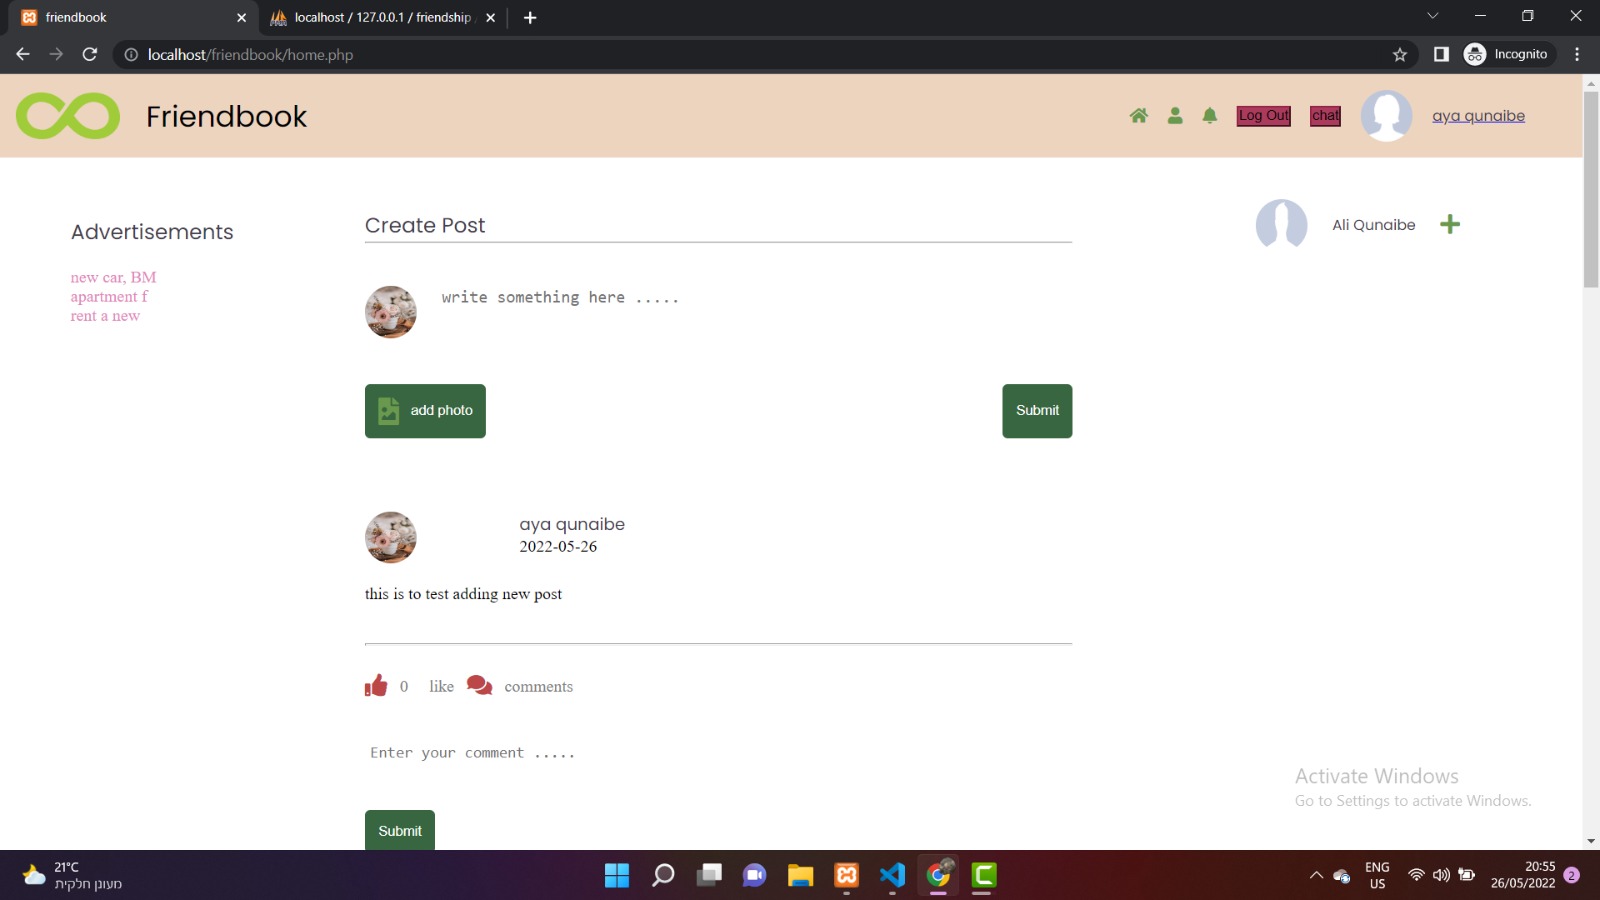 friendbook
localhost / 127.0.0.1 / friendship
localhost/friendbook/home.php
Incognito
Friendbook
Log Out
chat
aya qunaibe
Advertisements
new car, BM
apartment f
rent a new
Create Post
write something here .....
add photo
Submit
Ali Qunaibe
aya qunaibe
2022-05-26
this is to test adding new post
0 like comments
Enter your comment .....
Submit
Activate Windows
Go to Settings to activate Windows.
21°C
מעונן חלקית
ENG
US
20:55
26/05/2022
2